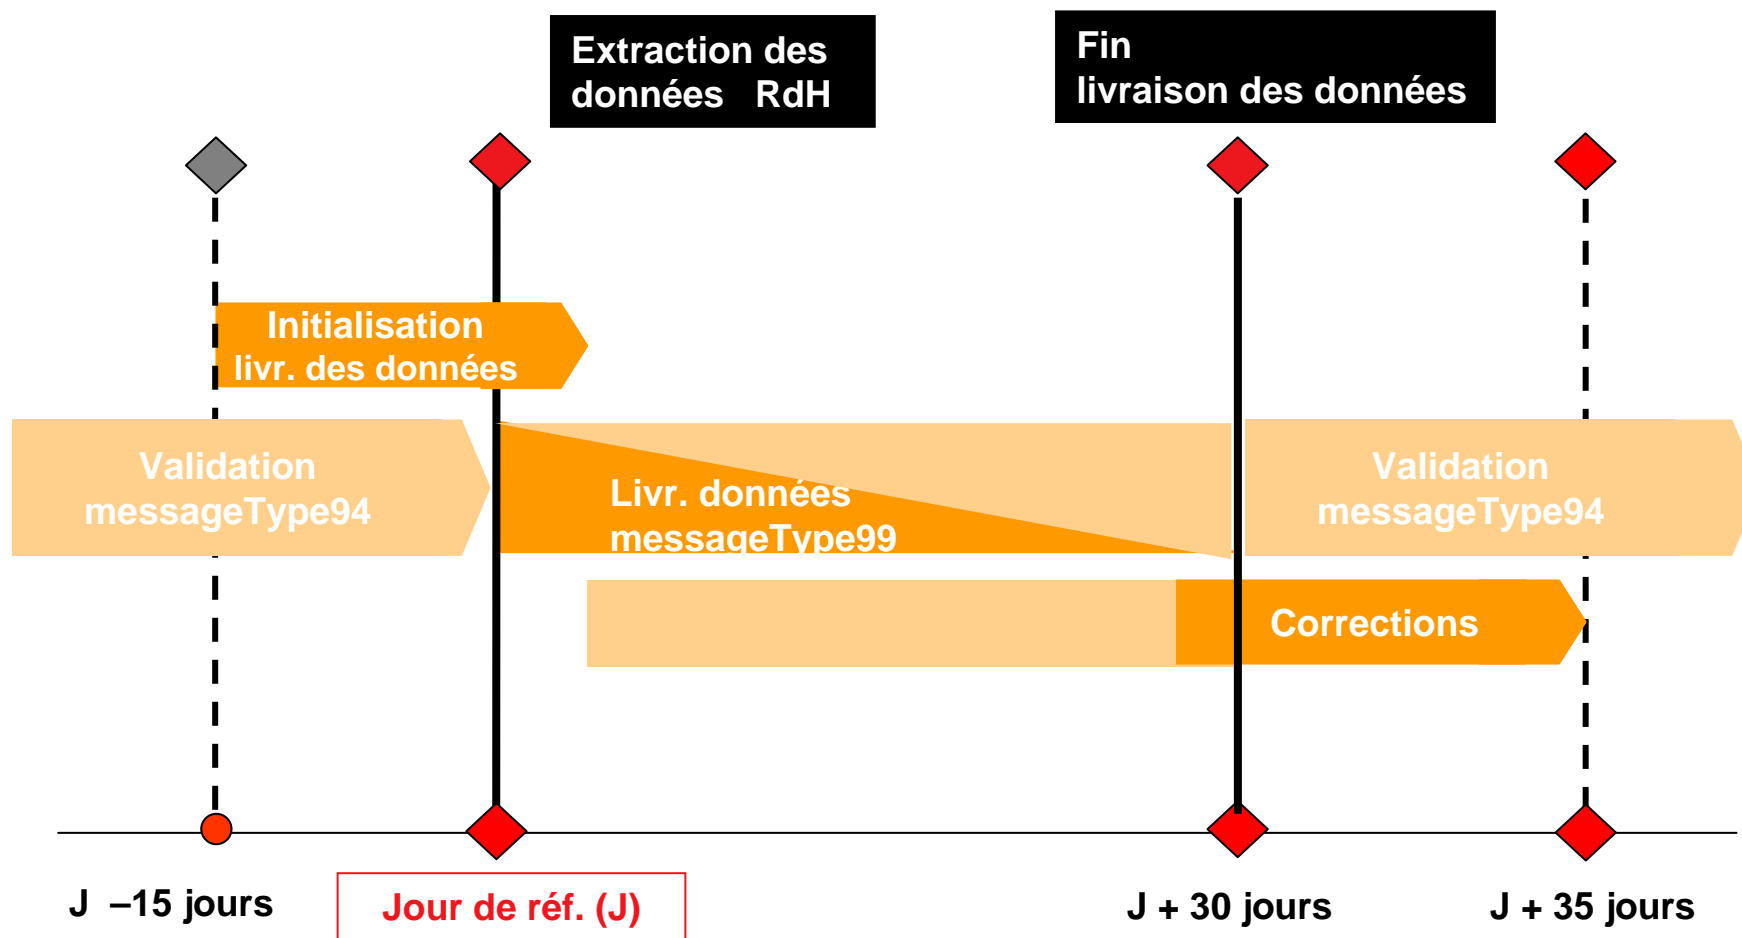 Extraction des
données RdH
Fin
livraison des données
Initialisation
livr. des données
Validation
messageType94
Livr. données
messageType99
Validation
messageType94
Corrections
J –15 jours
Jour de réf. (J)
J + 30 jours
J + 35 jours